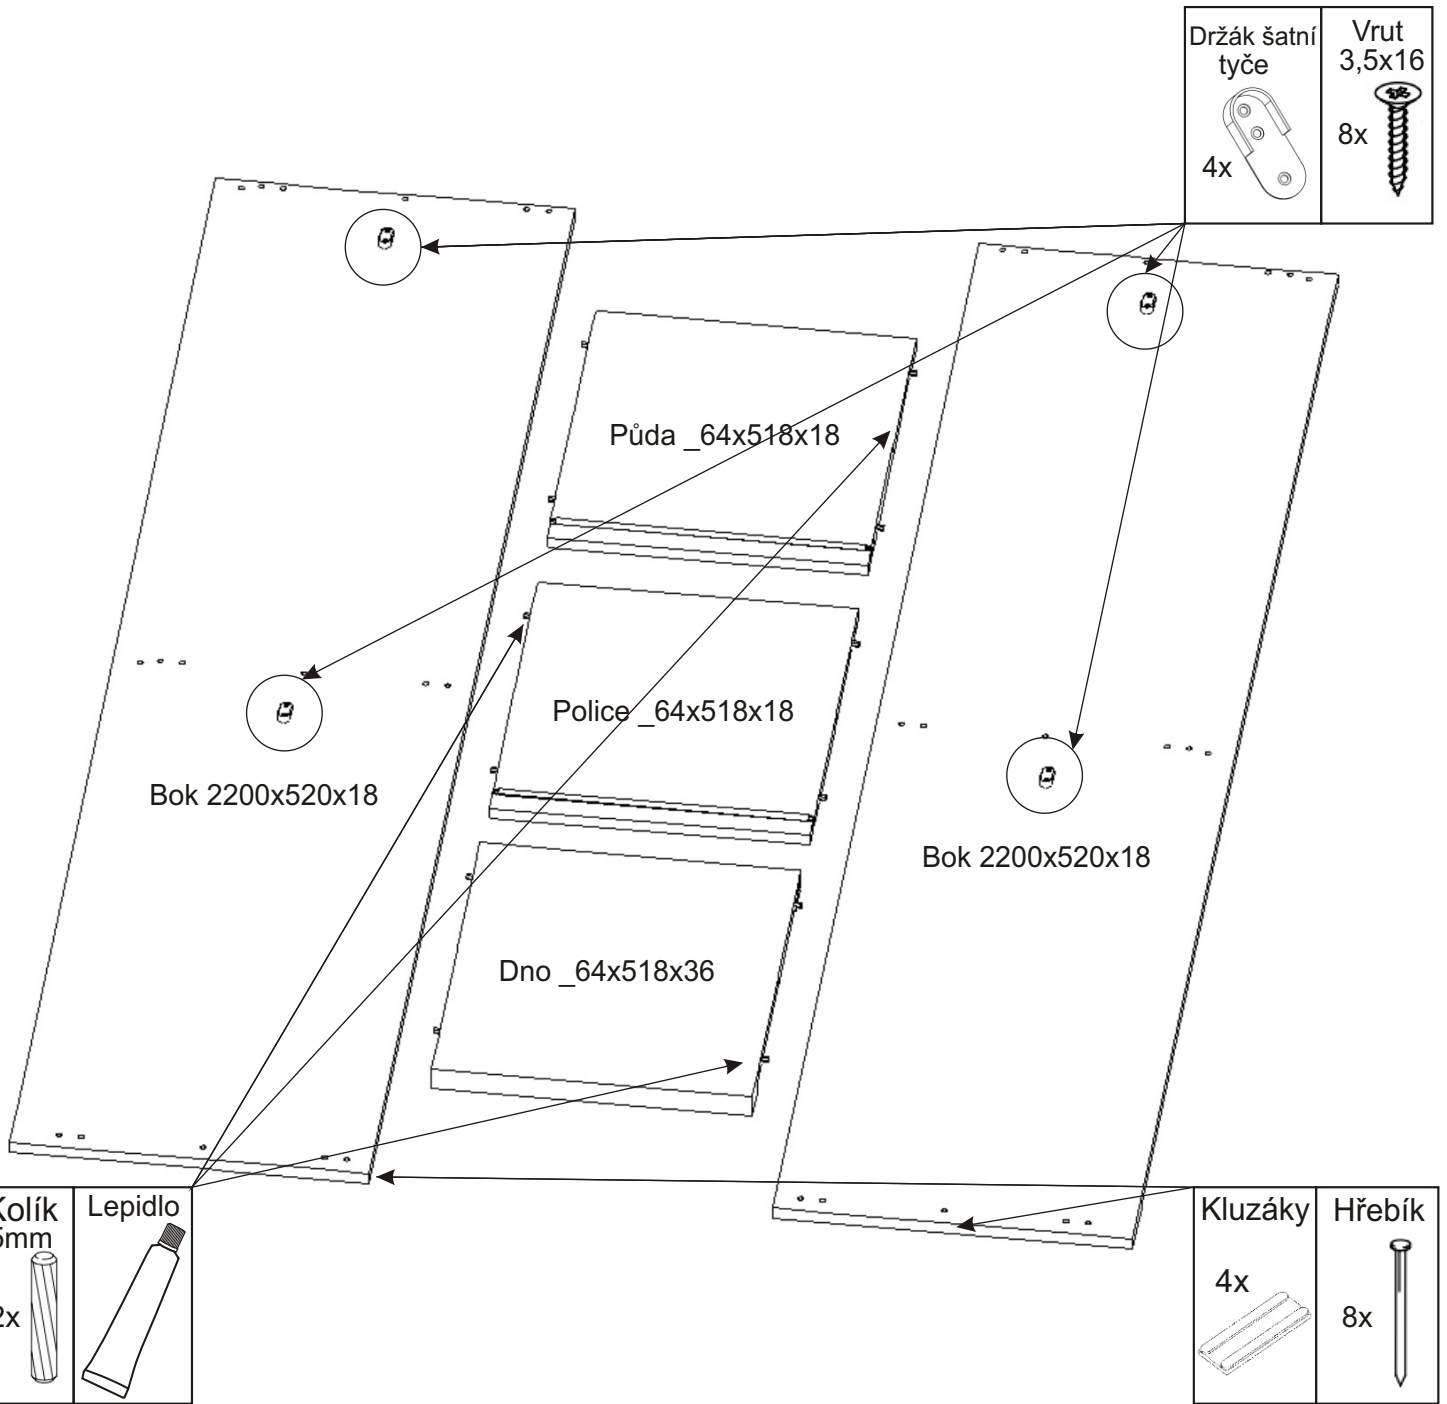 Držák šatní
tyče
4x
Vrut
3,5x16
8x
Půda _64x518x18
Police _64x518x18
Bok 2200x520x18
Bok 2200x520x18
Dno _64x518x36
Lepidlo
Kluzáky
4x
Hřebík
8x